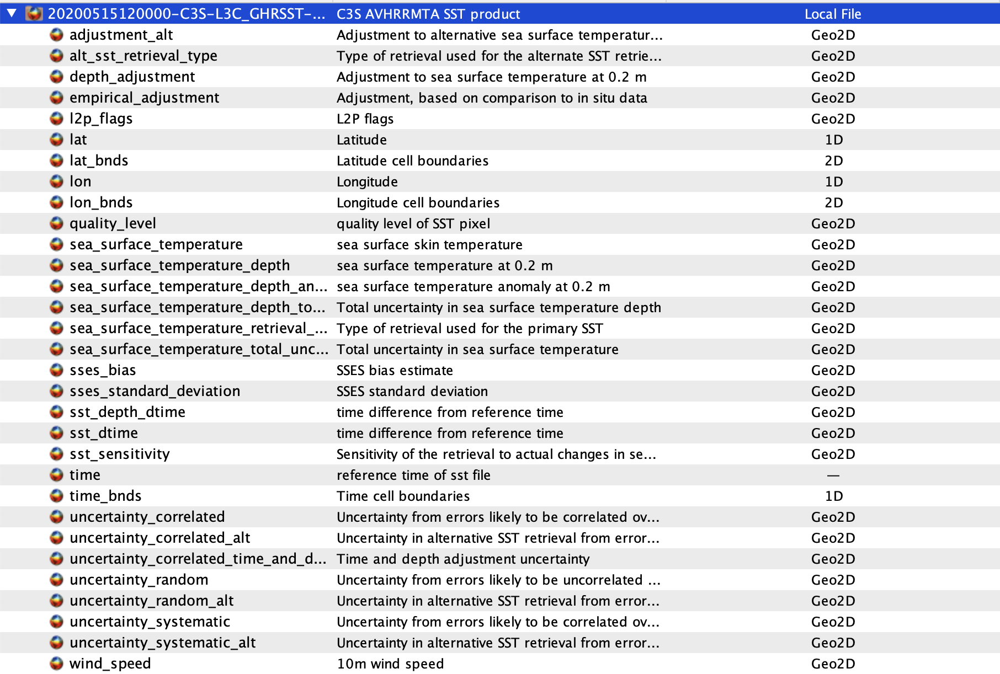 20200515120000-C3S-L3C_GHRSST-... C3S AVHRRMTA SST product Local File
adjustment_alt Adjustment to alternative sea surface temperatur... Geo2D
alt_sst_retrieval_type Type of retrieval used for the alternate SST retrie... Geo2D
depth_adjustment Adjustment to sea surface temperature at 0.2 m Geo2D
empirical_adjustment Adjustment, based on comparison to in situ data Geo2D
l2p_flags L2P flags Geo2D
lat Latitude 1D
lat_bnds Latitude cell boundaries 2D
lon Longitude 1D
lon_bnds Longitude cell boundaries 2D
quality_level quality level of SST pixel Geo2D
sea_surface_temperature sea surface skin temperature Geo2D
sea_surface_temperature_depth sea surface temperature at 0.2 m Geo2D
sea_surface_temperature_depth_an... sea surface temperature anomaly at 0.2 m Geo2D
sea_surface_temperature_depth_to... Total uncertainty in sea surface temperature depth Geo2D
sea_surface_temperature_retrieval_... Type of retrieval used for the primary SST Geo2D
sea_surface_temperature_total_unc... Total uncertainty in sea surface temperature Geo2D
sses_bias SSES bias estimate Geo2D
sses_standard_deviation SSES standard deviation Geo2D
sst_depth_dtime time difference from reference time Geo2D
sst_dtime time difference from reference time Geo2D
sst_sensitivity Sensitivity of the retrieval to actual changes in se... Geo2D
time reference time of sst file —
time_bnds Time cell boundaries 1D
uncertainty_correlated Uncertainty from errors likely to be correlated ov... Geo2D
uncertainty_correlated_alt Uncertainty in alternative SST retrieval from error... Geo2D
uncertainty_correlated_time_and_d... Time and depth adjustment uncertainty Geo2D
uncertainty_random Uncertainty from errors likely to be uncorrelated ... Geo2D
uncertainty_random_alt Uncertainty in alternative SST retrieval from error... Geo2D
uncertainty_systematic Uncertainty from errors likely to be correlated ov... Geo2D
uncertainty_systematic_alt Uncertainty in alternative SST retrieval from error... Geo2D
wind_speed 10m wind speed Geo2D